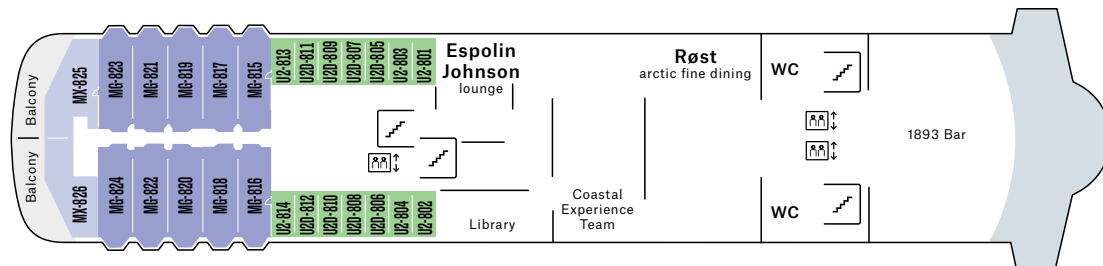 Balcony
Balcony
MX-825
MX-826
MG-823
MG-821
MG-819
MG-817
MG-815
MG-824
MG-822
MG-820
MG-818
MG-816
U2-813
U2D-811
U2D-809
U2D-807
U2D-805
U2-803
U2-801
U2-814
U2D-812
U2D-810
U2D-808
U2D-806
U2-804
U2-802
Espolin
Johnson
lounge
Library
Coastal
Experience
Team
Røst
arctic fine dining
WC
WC
1893 Bar